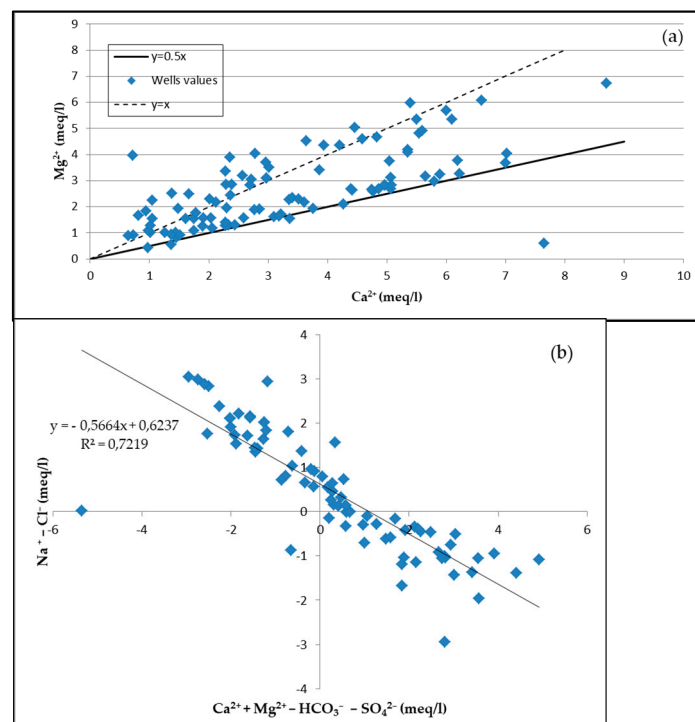 (a)
y=0.5x
Wells values
y=x
Mg²⁺ (meq/l)
9
8
7
6
5
4
3
2
1
0
0 1 2 3 4 5 6 7 8 9 10
Ca²⁺ (meq/l)
(b)
y = - 0,5664x + 0,6237
R² = 0,7219
Na⁺ – Cl⁻ (meq/l)
4
3
2
1
0
-1
-2
-3
-4
-6 -4 -2 0 2 4 6
Ca²⁺ + Mg²⁺ – HCO₃⁻ – SO₄²⁻ (meq/l)